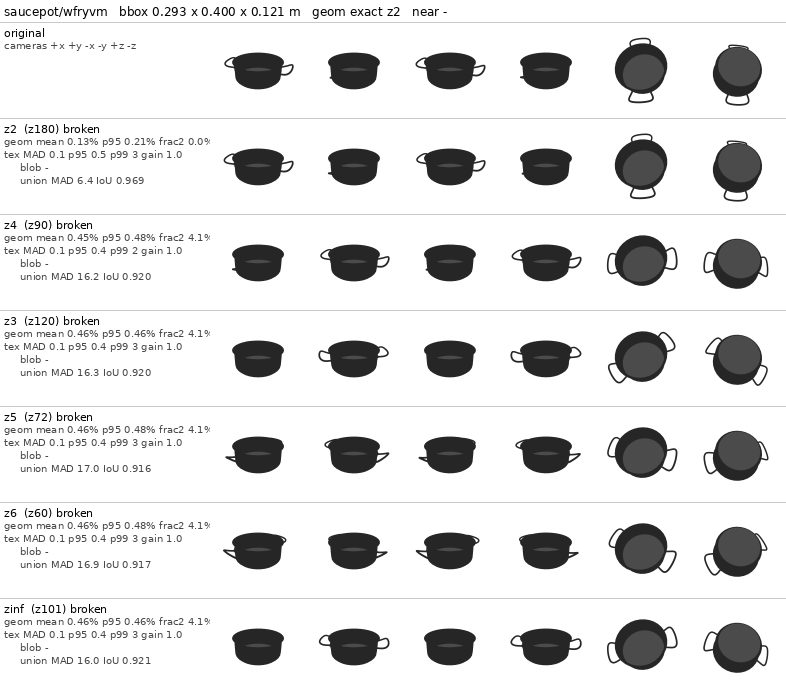 saucepot/wfryvm   bbox 0.293 x 0.400 x 0.121 m   geom exact z2   near -
original
cameras +x +y -x -y +z -z
z2  (z180) broken
geom mean 0.13% p95 0.21% frac2 0.0%
tex MAD 0.1 p95 0.5 p99 3 gain 1.0
blob -
union MAD 6.4 IoU 0.969
z4  (z90) broken
geom mean 0.45% p95 0.48% frac2 4.1%
tex MAD 0.1 p95 0.4 p99 2 gain 1.0
blob -
union MAD 16.2 IoU 0.920
z3  (z120) broken
geom mean 0.46% p95 0.46% frac2 4.1%
tex MAD 0.1 p95 0.4 p99 3 gain 1.0
blob -
union MAD 16.3 IoU 0.920
z5  (z72) broken
geom mean 0.46% p95 0.48% frac2 4.1%
tex MAD 0.1 p95 0.4 p99 3 gain 1.0
blob -
union MAD 17.0 IoU 0.916
z6  (z60) broken
geom mean 0.46% p95 0.48% frac2 4.1%
tex MAD 0.1 p95 0.4 p99 3 gain 1.0
blob -
union MAD 16.9 IoU 0.917
zinf  (z101) broken
geom mean 0.46% p95 0.46% frac2 4.1%
tex MAD 0.1 p95 0.4 p99 3 gain 1.0
blob -
union MAD 16.0 IoU 0.921